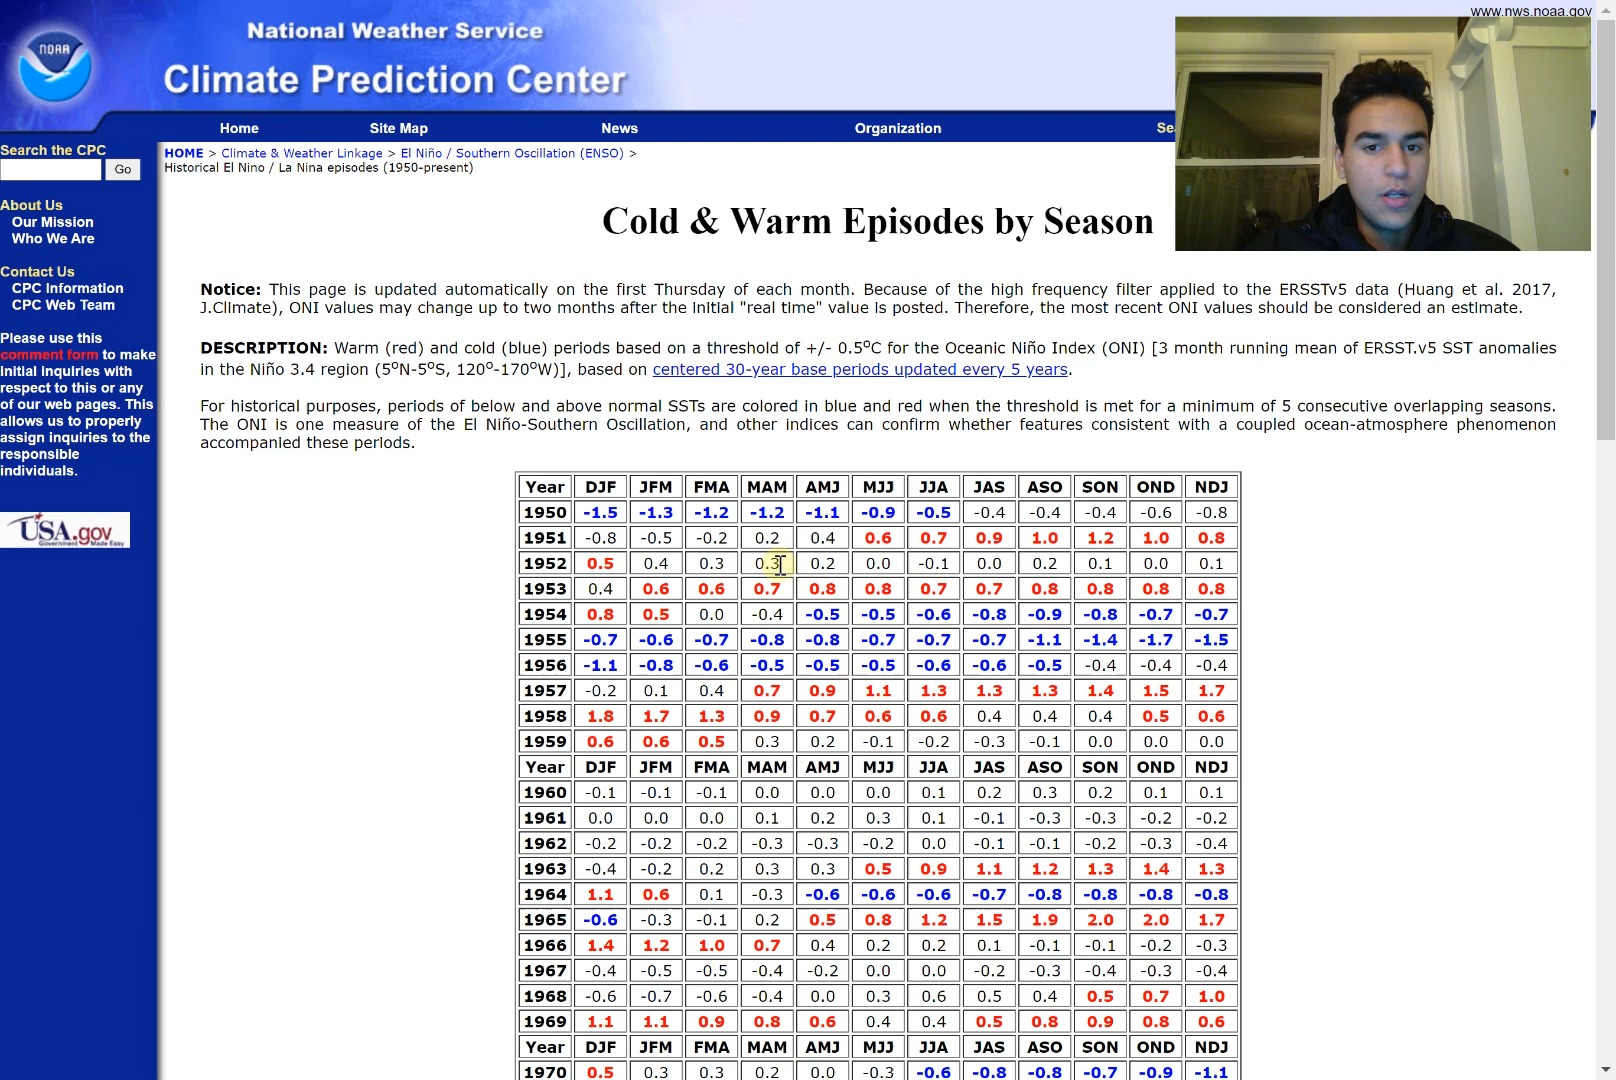 www.nws.noaa.gov
NOAA
National Weather Service
Climate Prediction Center
Home Site Map News Organization
Search the CPC
Go
About Us
Our Mission
Who We Are
Contact Us
CPC Information
CPC Web Team
Please use this
comment form to make
initial inquiries with
respect to this or any
of our web pages. This
allows us to properly
assign inquiries to the
responsible
individuals.
USA.gov
Government Made Easy
HOME > Climate & Weather Linkage > El Niño / Southern Oscillation (ENSO) >
Historical El Nino / La Nina episodes (1950-present)
Cold & Warm Episodes by Season
Notice: This page is updated automatically on the first Thursday of each month. Because of the high frequency filter applied to the ERSSTv5 data (Huang et al. 2017,
J.Climate), ONI values may change up to two months after the initial "real time" value is posted. Therefore, the most recent ONI values should be considered an estimate.
DESCRIPTION: Warm (red) and cold (blue) periods based on a threshold of +/- 0.5ºC for the Oceanic Niño Index (ONI) [3 month running mean of ERSST.v5 SST anomalies
in the Niño 3.4 region (5ºN-5ºS, 120º-170ºW)], based on centered 30-year base periods updated every 5 years.
For historical purposes, periods of below and above normal SSTs are colored in blue and red when the threshold is met for a minimum of 5 consecutive overlapping seasons.
The ONI is one measure of the El Niño-Southern Oscillation, and other indices can confirm whether features consistent with a coupled ocean-atmosphere phenomenon
accompanied these periods.
Year DJF JFM FMA MAM AMJ MJJ JJA JAS ASO SON OND NDJ
1950 -1.5 -1.3 -1.2 -1.2 -1.1 -0.9 -0.5 -0.4 -0.4 -0.4 -0.6 -0.8
1951 -0.8 -0.5 -0.2 0.2 0.4 0.6 0.7 0.9 1.0 1.2 1.0 0.8
1952 0.5 0.4 0.3 0.3 0.2 0.0 -0.1 0.0 0.2 0.1 0.0 0.1
1953 0.4 0.6 0.6 0.7 0.8 0.8 0.7 0.7 0.8 0.8 0.8 0.8
1954 0.8 0.5 0.0 -0.4 -0.5 -0.5 -0.6 -0.8 -0.9 -0.8 -0.7 -0.7
1955 -0.7 -0.6 -0.7 -0.8 -0.8 -0.7 -0.7 -0.7 -1.1 -1.4 -1.7 -1.5
1956 -1.1 -0.8 -0.6 -0.5 -0.5 -0.5 -0.6 -0.6 -0.5 -0.4 -0.4 -0.4
1957 -0.2 0.1 0.4 0.7 0.9 1.1 1.3 1.3 1.3 1.4 1.5 1.7
1958 1.8 1.7 1.3 0.9 0.7 0.6 0.6 0.4 0.4 0.4 0.5 0.6
1959 0.6 0.6 0.5 0.3 0.2 -0.1 -0.2 -0.3 -0.1 0.0 0.0 0.0
Year DJF JFM FMA MAM AMJ MJJ JJA JAS ASO SON OND NDJ
1960 -0.1 -0.1 -0.1 0.0 0.0 0.0 0.1 0.2 0.3 0.2 0.1 0.1
1961 0.0 0.0 0.0 0.1 0.2 0.3 0.1 -0.1 -0.3 -0.3 -0.2 -0.2
1962 -0.2 -0.2 -0.2 -0.3 -0.3 -0.2 0.0 -0.1 -0.1 -0.2 -0.3 -0.4
1963 -0.4 -0.2 0.2 0.3 0.3 0.5 0.9 1.1 1.2 1.3 1.4 1.3
1964 1.1 0.6 0.1 -0.3 -0.6 -0.6 -0.6 -0.7 -0.8 -0.8 -0.8 -0.8
1965 -0.6 -0.3 -0.1 0.2 0.5 0.8 1.2 1.5 1.9 2.0 2.0 1.7
1966 1.4 1.2 1.0 0.7 0.4 0.2 0.2 0.1 -0.1 -0.1 -0.2 -0.3
1967 -0.4 -0.5 -0.5 -0.4 -0.2 0.0 0.0 -0.2 -0.3 -0.4 -0.3 -0.4
1968 -0.6 -0.7 -0.6 -0.4 0.0 0.3 0.6 0.5 0.4 0.5 0.7 1.0
1969 1.1 1.1 0.9 0.8 0.6 0.4 0.4 0.5 0.8 0.9 0.8 0.6
Year DJF JFM FMA MAM AMJ MJJ JJA JAS ASO SON OND NDJ
1970 0.5 0.3 0.3 0.2 0.0 -0.3 -0.6 -0.8 -0.8 -0.7 -0.9 -1.1